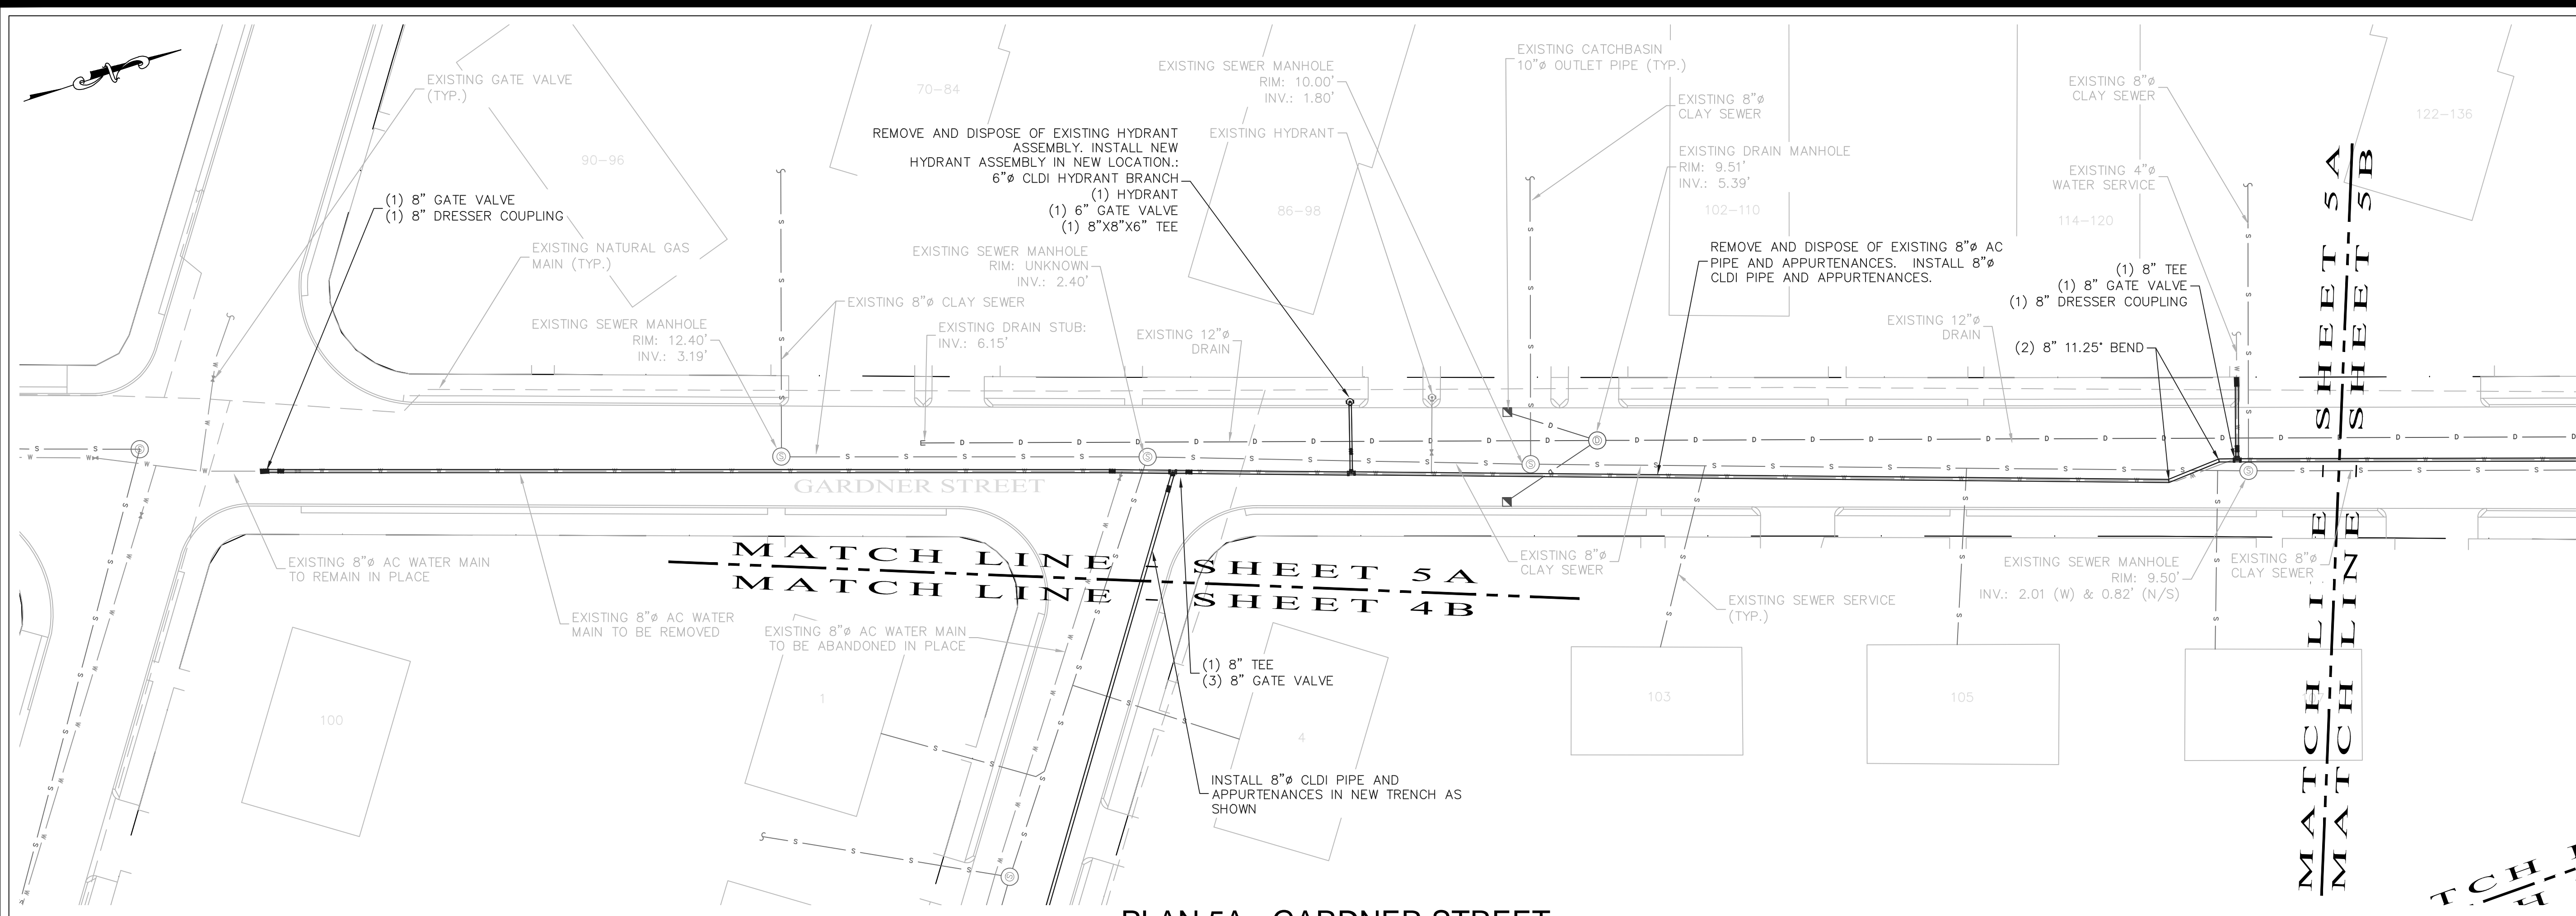 EXISTING GATE VALVE
(TYP.)
90-96
70-84
(1) 8" GATE VALVE
(1) 8" DRESSER COUPLING
EXISTING NATURAL GAS
MAIN (TYP.)
EXISTING SEWER MANHOLE
RIM: 12.40'
INV.: 3.19'
EXISTING 8"ø CLAY SEWER
EXISTING SEWER MANHOLE
RIM: UNKNOWN
INV.: 2.40'
EXISTING DRAIN STUB:
INV.: 6.15'
EXISTING 12"ø
DRAIN
REMOVE AND DISPOSE OF EXISTING HYDRANT
ASSEMBLY. INSTALL NEW
HYDRANT ASSEMBLY IN NEW LOCATION.:
6"ø CLDI HYDRANT BRANCH
(1) HYDRANT
(1) 6" GATE VALVE
(1) 8"X8"X6" TEE
EXISTING SEWER MANHOLE
RIM: 10.00'
INV.: 1.80'
EXISTING HYDRANT
86-98
EXISTING CATCHBASIN
10"ø OUTLET PIPE (TYP.)
EXISTING 8"ø
CLAY SEWER
EXISTING DRAIN MANHOLE
RIM: 9.51'
INV.: 5.39'
102-110
REMOVE AND DISPOSE OF EXISTING 8"ø AC
PIPE AND APPURTENANCES. INSTALL 8"ø
CLDI PIPE AND APPURTENANCES.
EXISTING 12"ø
DRAIN
EXISTING 8"ø
CLAY SEWER
EXISTING 4"ø
WATER SERVICE
114-120
122-136
(1) 8" TEE
(1) 8" GATE VALVE
(1) 8" DRESSER COUPLING
(2) 8" 11.25° BEND
GARDNER STREET
EXISTING 8"ø AC WATER MAIN
TO REMAIN IN PLACE
EXISTING 8"ø AC WATER
MAIN TO BE REMOVED
EXISTING 8"ø AC WATER MAIN
TO BE ABANDONED IN PLACE
MATCH LINE - SHEET 5A
MATCH LINE - SHEET 4B
(1) 8" TEE
(3) 8" GATE VALVE
INSTALL 8"ø CLDI PIPE AND
APPURTENANCES IN NEW TRENCH AS
SHOWN
EXISTING 8"ø
CLAY SEWER
EXISTING SEWER SERVICE
(TYP.)
EXISTING SEWER MANHOLE
RIM: 9.50'
INV.: 2.01 (W) & 0.82' (N/S)
EXISTING 8"ø
CLAY SEWER
100
1
4
103
105
MATCH LINE SHEET 5A
MATCH LINE SHEET 5B
PLAN 5A - GARDNER STREET